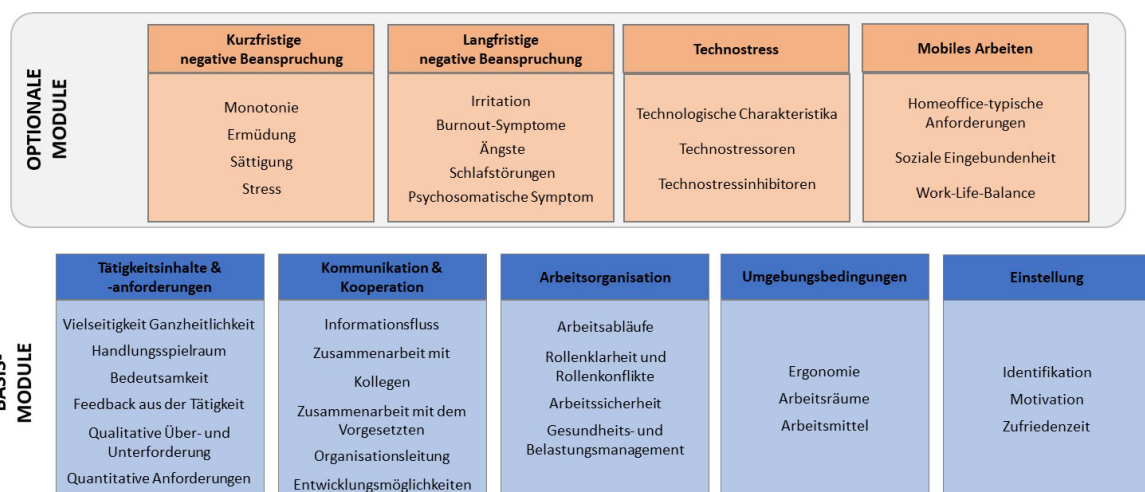 OPTIONALE
MODULE
Kurzfristige
negative Beanspruchung
Monotonie
Ermüdung
Sättigung
Stress
Langfristige
negative Beanspruchung
Irritation
Burnout-Symptome
Ängste
Schlafstörungen
Psychosomatische Symptom
Technostress
Technologische Charakteristika
Technostressoren
Technostressinhibitoren
Mobiles Arbeiten
Homeoffice-typische
Anforderungen
Soziale Eingebundenheit
Work-Life-Balance
BASIS-
MODULE
Tätigkeitsinhalte &
-anforderungen
Vielseitigkeit Ganzheitlichkeit
Handlungsspielraum
Bedeutsamkeit
Feedback aus der Tätigkeit
Qualitative Über- und
Unterforderung
Quantitative Anforderungen
Kommunikation &
Kooperation
Informationsfluss
Zusammenarbeit mit
Kollegen
Zusammenarbeit mit dem
Vorgesetzten
Organisationsleitung
Entwicklungsmöglichkeiten
Arbeitsorganisation
Arbeitsabläufe
Rollenklarheit und
Rollenkonflikte
Arbeitssicherheit
Gesundheits- und
Belastungsmanagement
Umgebungsbedingungen
Ergonomie
Arbeitsräume
Arbeitsmittel
Einstellung
Identifikation
Motivation
Zufriedenzeit